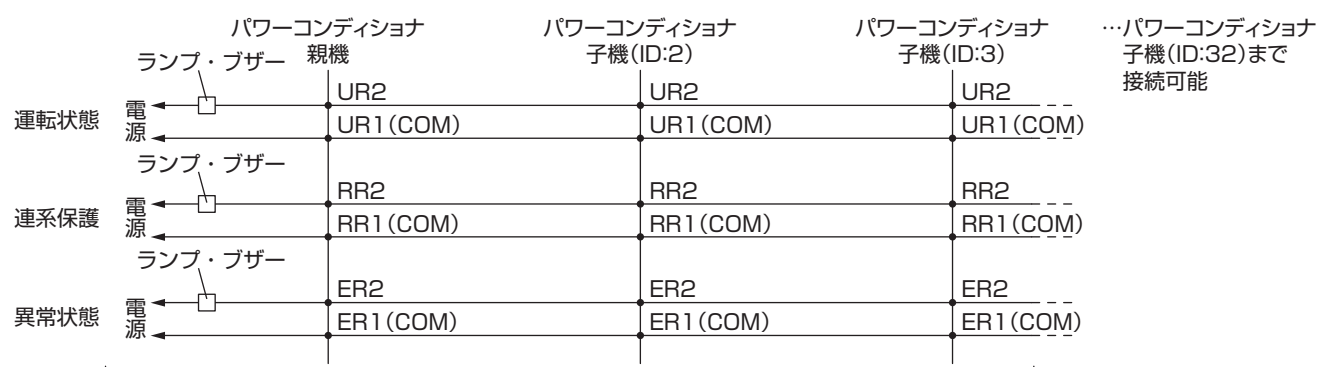 パワーコンディショナ
親機
パワーコンディショナ
子機(ID:2)
パワーコンディショナ
子機(ID:3)
…パワーコンディショナ
子機(ID:32)まで
接続可能
ランプ・ブザー
運転状態
電源
UR2
UR2
UR2
UR1(COM)
UR1(COM)
UR1(COM)
ランプ・ブザー
連系保護
電源
RR2
RR2
RR2
RR1(COM)
RR1(COM)
RR1(COM)
ランプ・ブザー
異常状態
電源
ER2
ER2
ER2
ER1(COM)
ER1(COM)
ER1(COM)